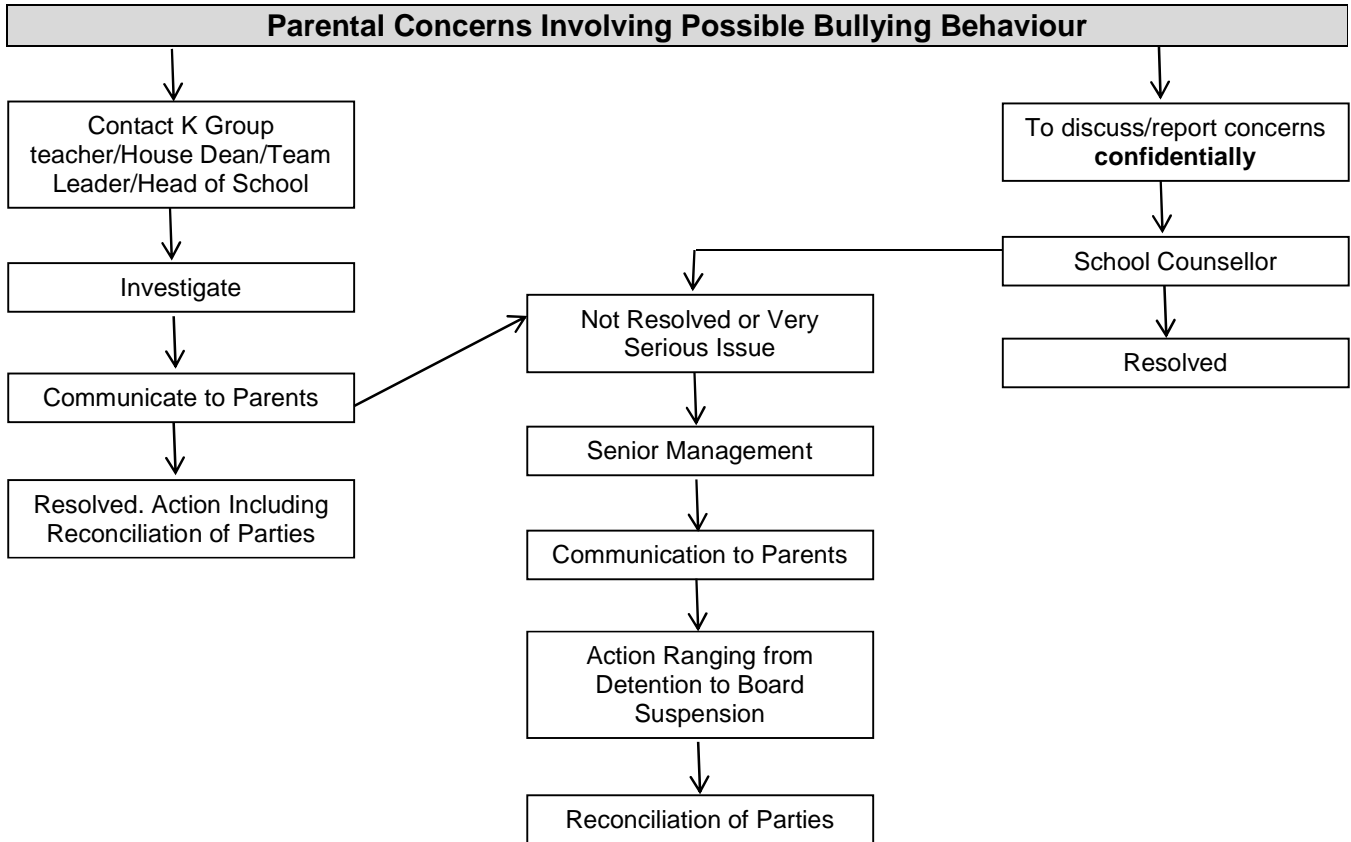 Parental Concerns Involving Possible Bullying Behaviour
Contact K Group
teacher/House Dean/Team
Leader/Head of School
Investigate
Communicate to Parents
Resolved. Action Including
Reconciliation of Parties
Not Resolved or Very
Serious Issue
Senior Management
Communication to Parents
Action Ranging from
Detention to Board
Suspension
Reconciliation of Parties
To discuss/report concerns
confidentially
School Counsellor
Resolved